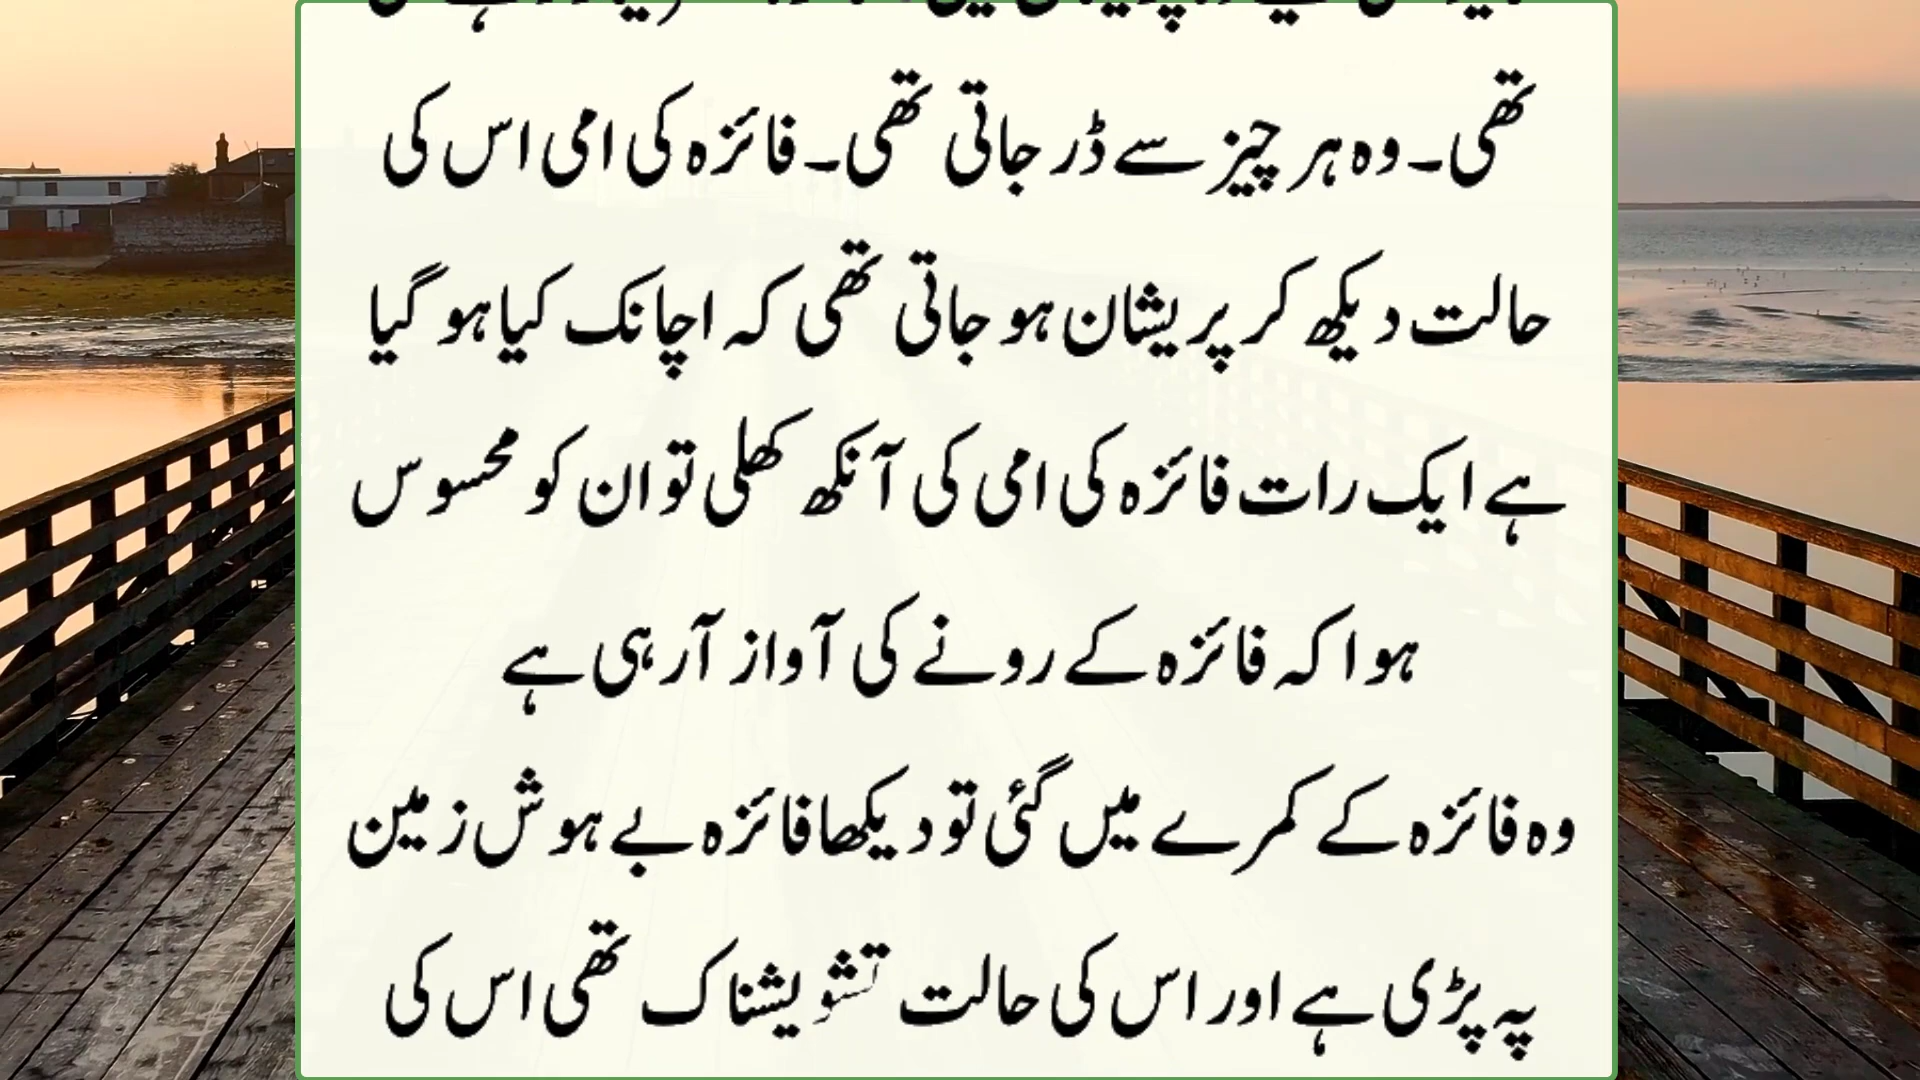 تھی۔ وہ ہر چیز سے ڈر جاتی تھی۔ فائزہ کی امی اس کی
حالت دیکھ کر پریشان ہو جاتی تھی کہ اچانک کیا ہو گیا
ہے ایک رات فائزہ کی امی کی آنکھ کھلی تو ان کو محسوس
ہوا کہ فائزہ کے رونے کی آواز آ رہی ہے
وہ فائزہ کے کمرے میں گئی تو دیکھا فائزہ بے ہوش زمین
پہ پڑی ہے اور اس کی حالت تشویشناک تھی اس کی